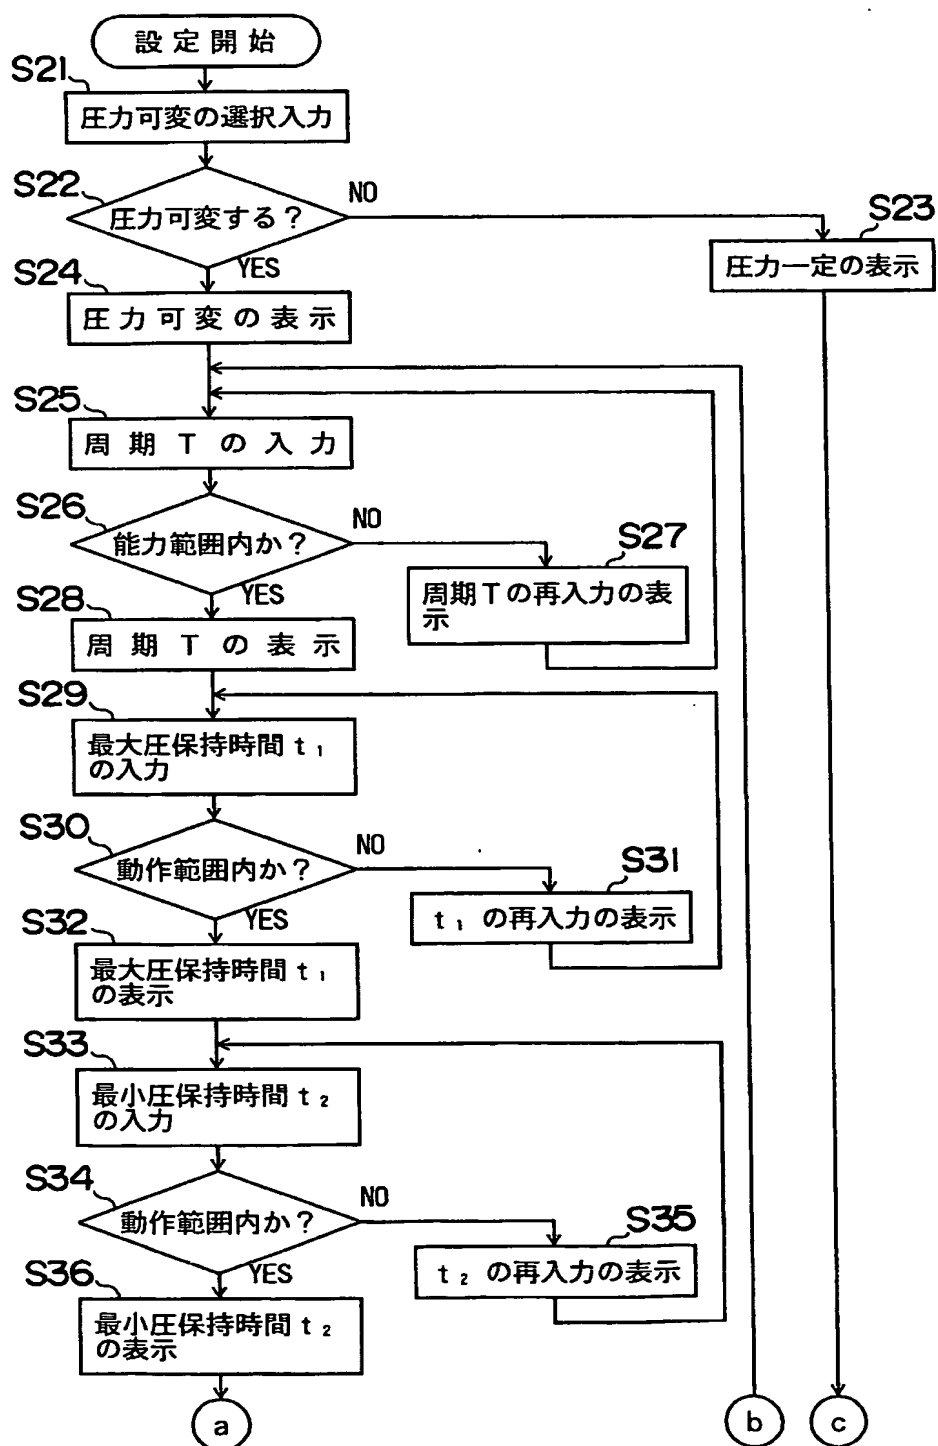 設定開始
S21
圧力可変の選択入力
S22
圧力可変する？
NO
YES
S23
圧力一定の表示
S24
圧力可変の表示
S25
周期Tの入力
S26
能力範囲内か？
NO
YES
S27
周期Tの再入力の表
示
S28
周期Tの表示
S29
最大圧保持時間t₁
の入力
S30
動作範囲内か？
NO
YES
S31
t₁の再入力の表示
S32
最大圧保持時間t₁
の表示
S33
最小圧保持時間t₂
の入力
S34
動作範囲内か？
NO
YES
S35
t₂の再入力の表示
S36
最小圧保持時間t₂
の表示
a
b
c